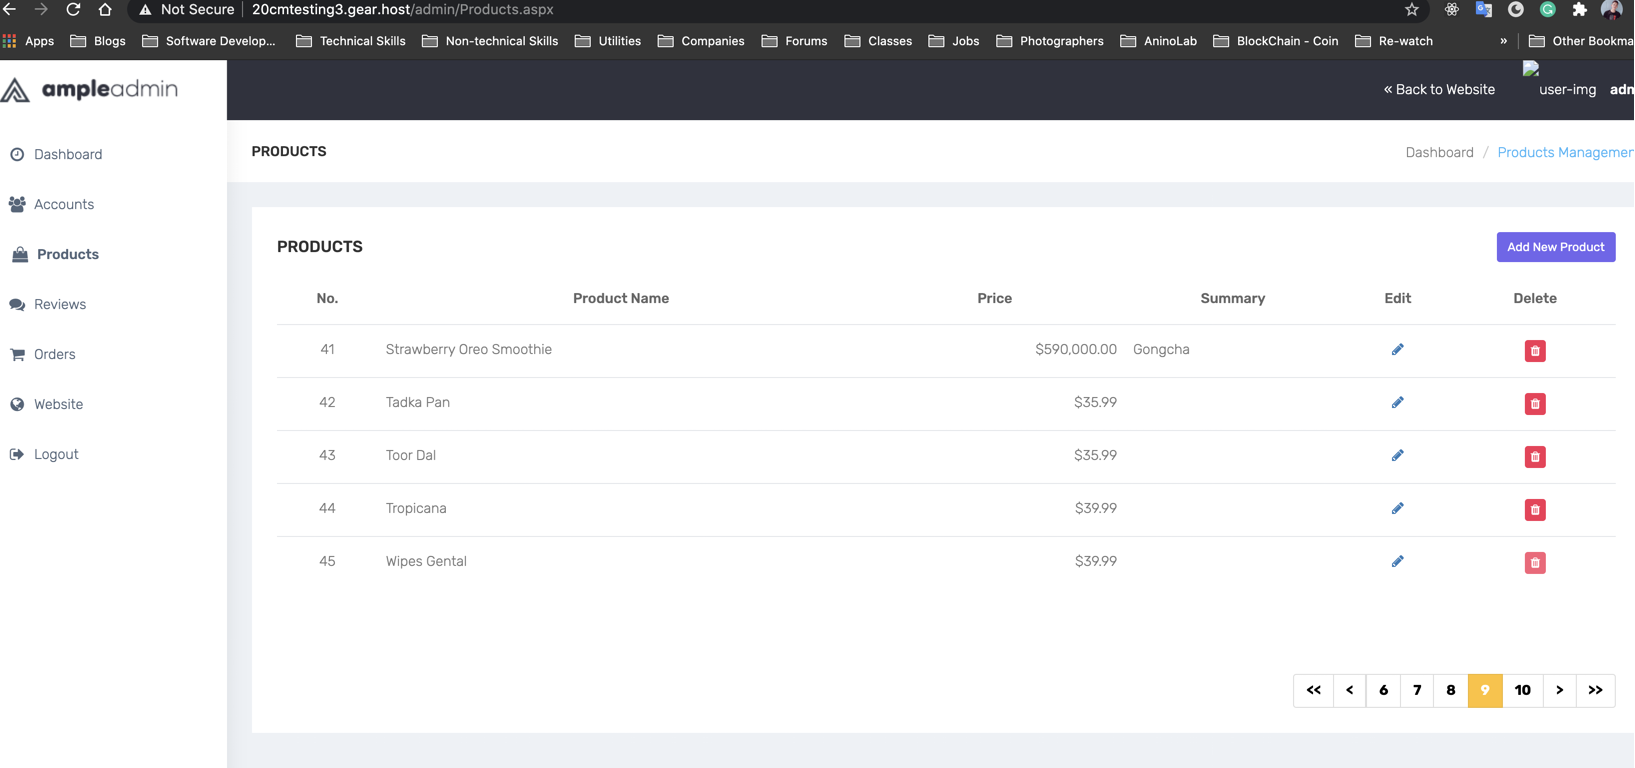 Not Secure 20cmtesting3.gear.host/admin/Products.aspx
Apps Blogs Software Develop... Technical Skills Non-technical Skills Utilities Companies Forums Classes Jobs Photographers AninoLab BlockChain - Coin Re-watch » Other Bookma
ampleadmin
« Back to Website user-img adm
PRODUCTS
Dashboard / Products Managemen
Dashboard
Accounts
Products
Reviews
Orders
Website
Logout
PRODUCTS
Add New Product
No. Product Name Price Summary Edit Delete
41 Strawberry Oreo Smoothie $590,000.00 Gongcha
42 Tadka Pan $35.99
43 Toor Dal $35.99
44 Tropicana $39.99
45 Wipes Gental $39.99
<< < 6 7 8 9 10 > >>